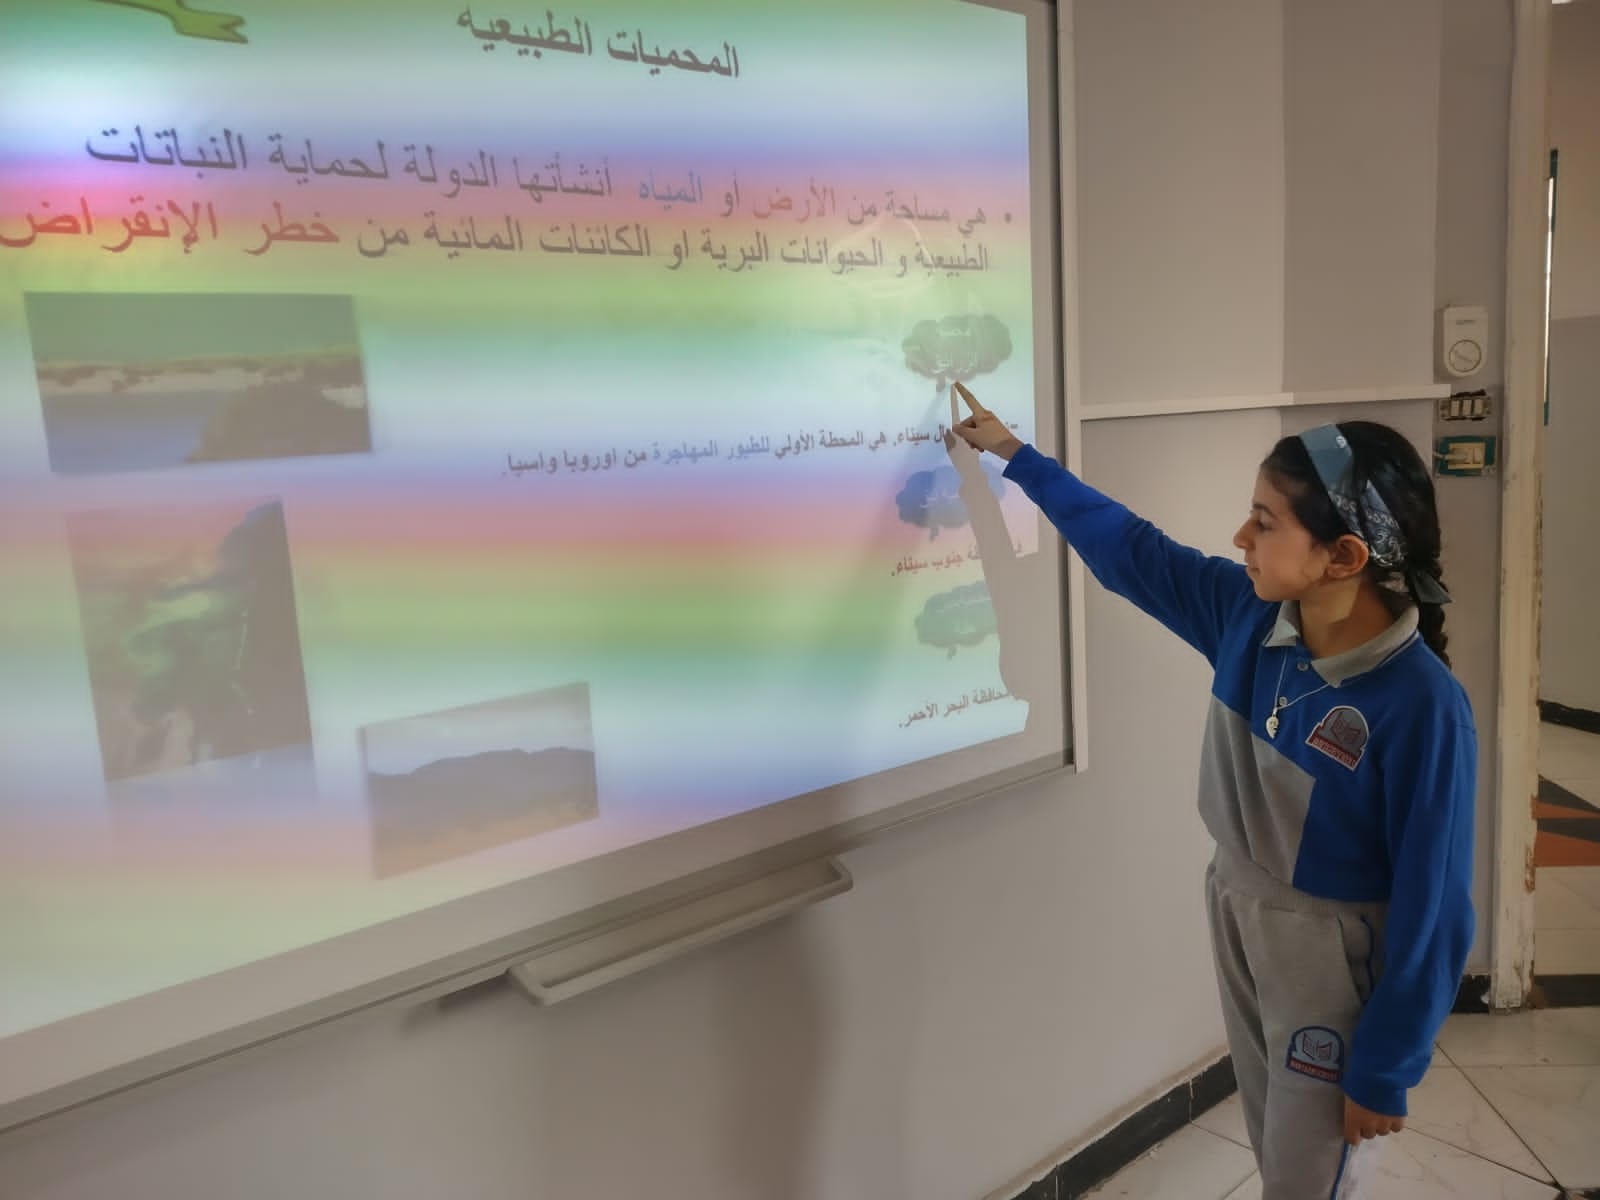 المحميات الطبيعيه
• هي مساحة من الأرض أو المياه أنشأتها الدولة لحماية النباتات
الطبيعية و الحيوانات البرية او الكائنات المائية من خطر الإنقراض
سيناء. هي المحطة الأولي للطيور المهاجرة من اوروبا واسيا.
جنوب سيناء.
محافظة البحر الأحمر.